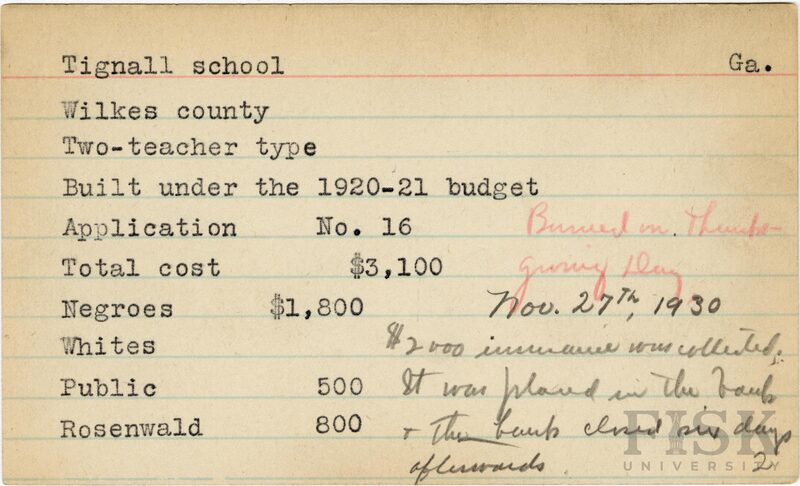 Tignall school Ga.
Wilkes county
Two-teacher type
Built under the 1920-21 budget
Application No. 16 Burned on Thanks-
Total cost $3,100 giving Day
Negroes $1,800 Nov. 27th, 1930
Whites $2000 insurance was collected.
Public 500 It was placed in the bank
Rosenwald 800 + the bank closed six days
afterwards. 2
FISK
UNIVERSITY